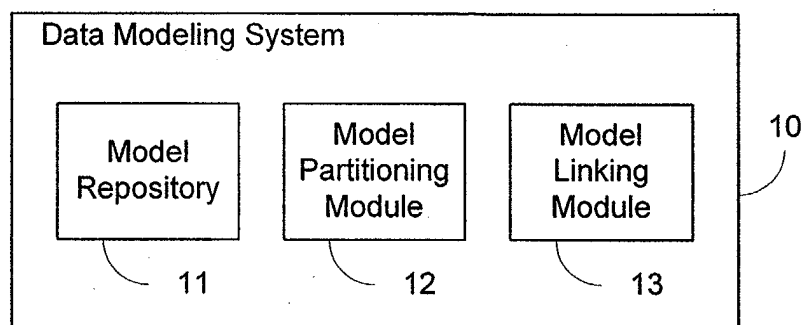 Data Modeling System
Model
Repository
Model
Partitioning
Module
Model
Linking
Module
10
11
12
13